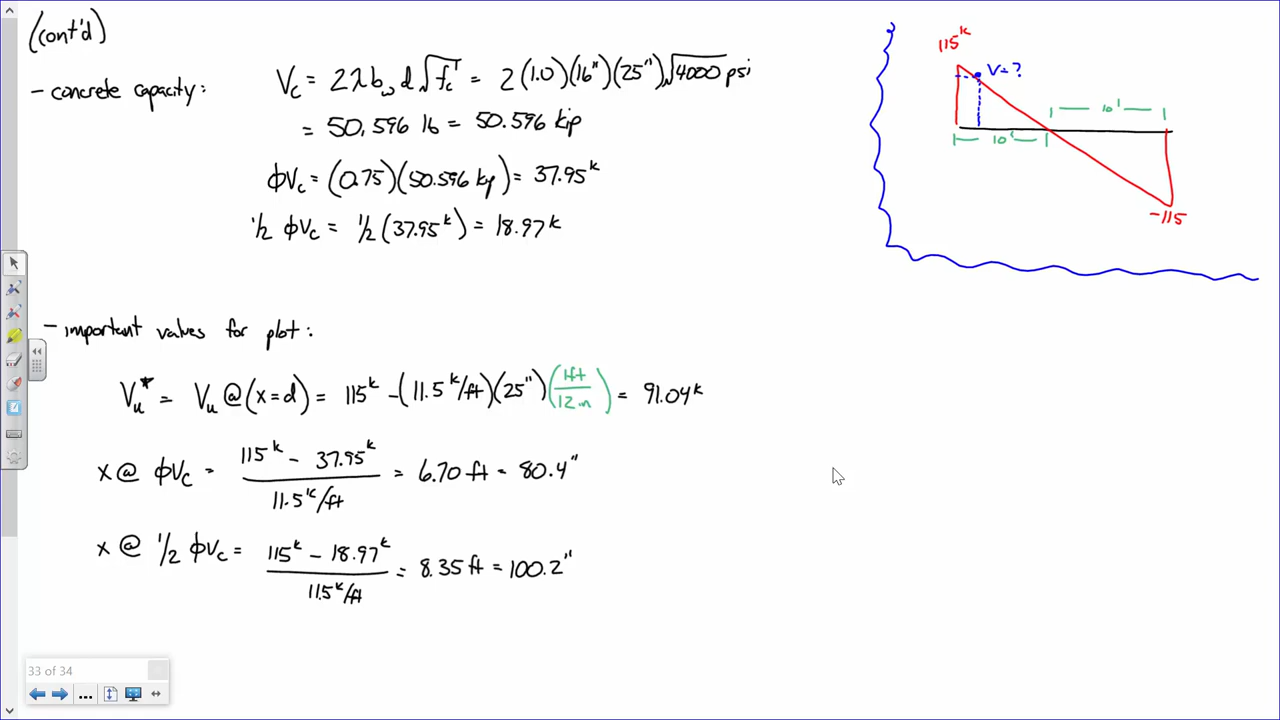 (cont'd)
- concrete capacity: Vc = 2λ bw d √f'c = 2(1.0)(16")(25")√4000 psi
= 50,596 lb = 50.596 kip
ϕVc = (0.75)(50.596 kip) = 37.95ᵏ
1/2 ϕVc = 1/2 (37.95ᵏ) = 18.97ᵏ
115ᵏ
V=?
10'
10'
-115
- important values for plot:
Vu* = Vu @ (x=d) = 115ᵏ - (11.5ᵏ/ft)(25")(1ft/12in) = 91.04ᵏ
x @ ϕVc = (115ᵏ - 37.95ᵏ)/(11.5ᵏ/ft) = 6.70 ft = 80.4"
x @ 1/2 ϕVc = (115ᵏ - 18.97ᵏ)/(11.5ᵏ/ft) = 8.35 ft = 100.2"
33 of 34
...